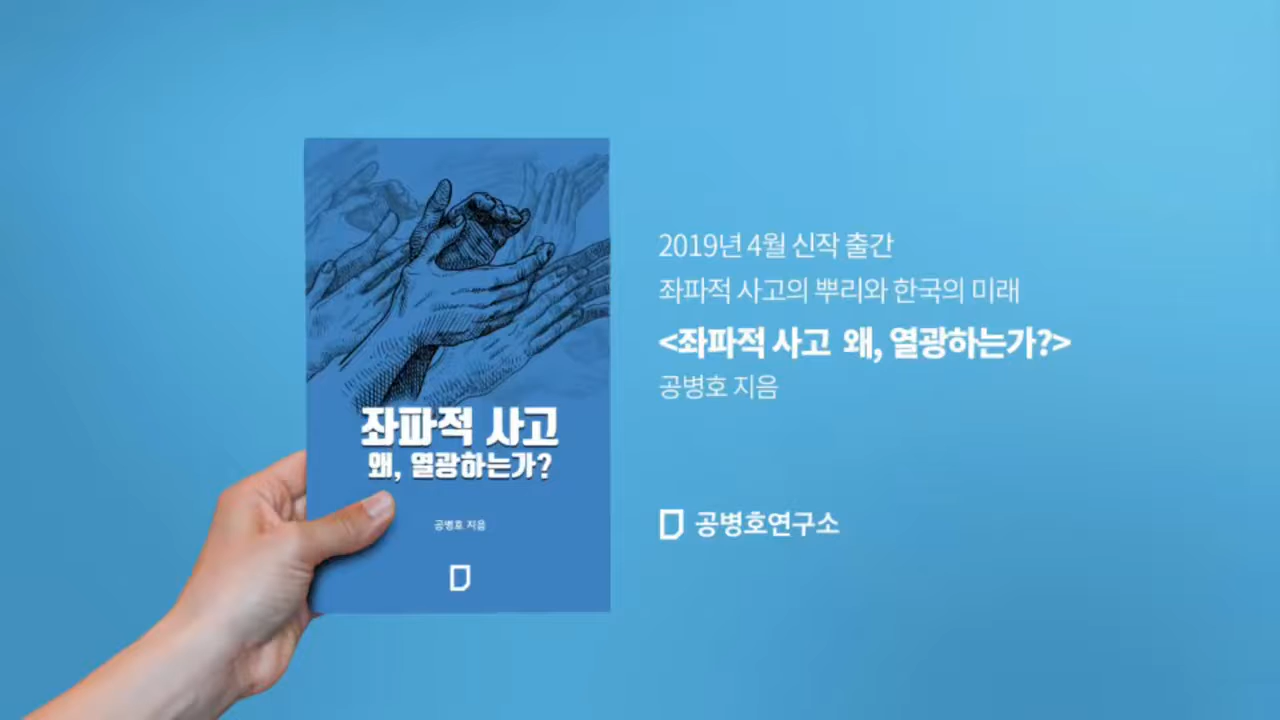 좌파적 사고
왜, 열광하는가?
공병호 지음
2019년 4월 신작 출간
좌파적 사고의 뿌리와 한국의 미래
<좌파적 사고 왜, 열광하는가?>
공병호 지음
공병호연구소